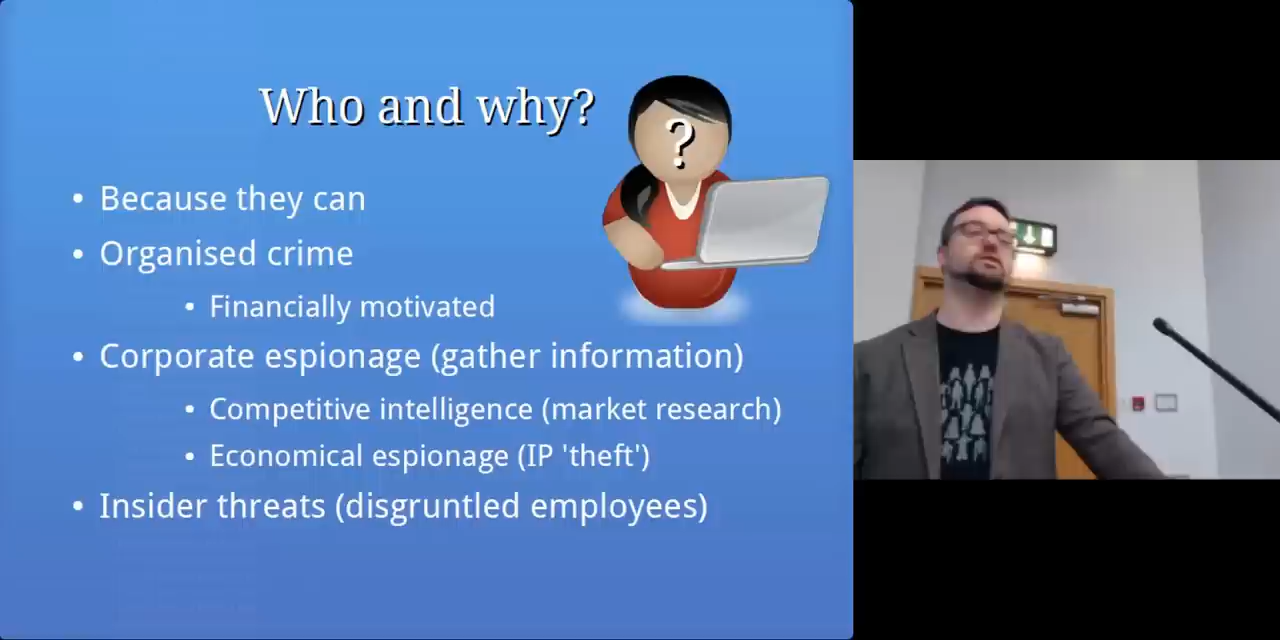 Who and why?
?
• Because they can
• Organised crime
• Financially motivated
• Corporate espionage (gather information)
• Competitive intelligence (market research)
• Economical espionage (IP 'theft')
• Insider threats (disgruntled employees)